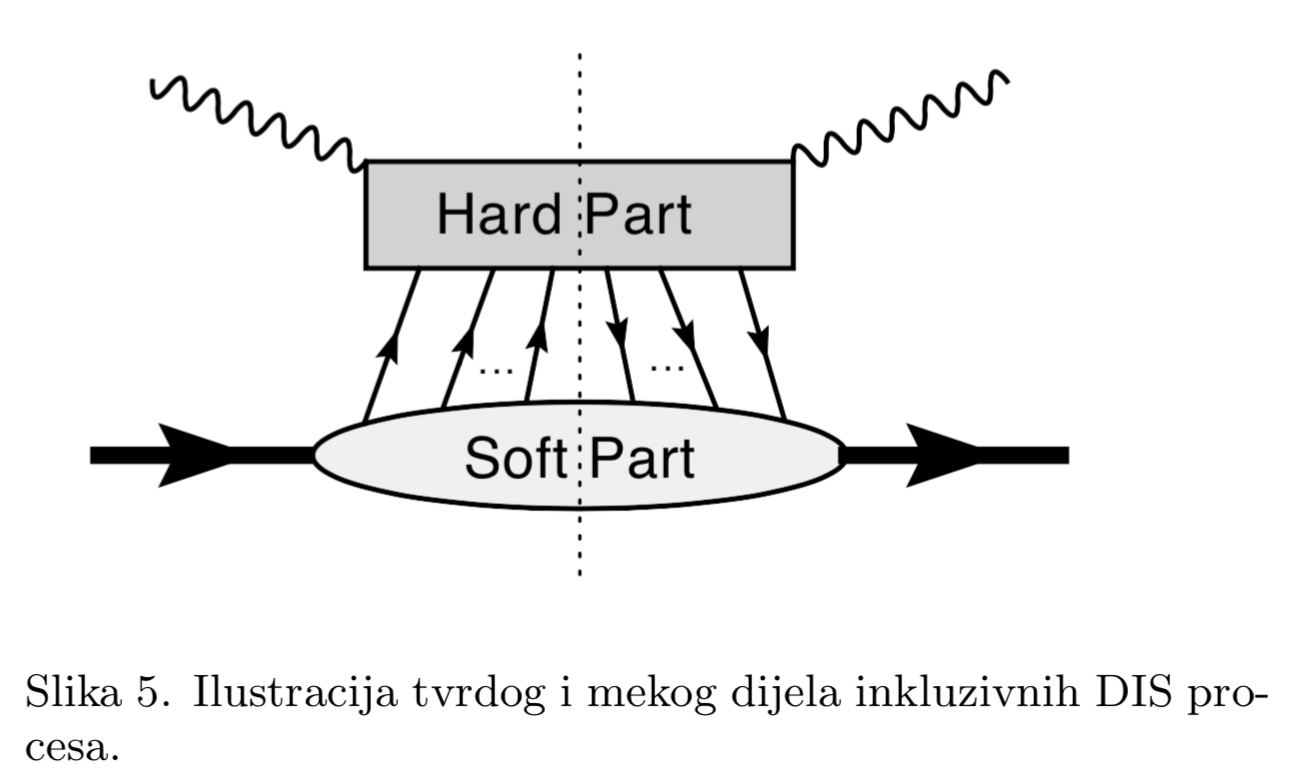 Hard Part
... ...
Soft Part
Slika 5. Ilustracija tvrdog i mekog dijela inkluzivnih DIS pro-
cesa.